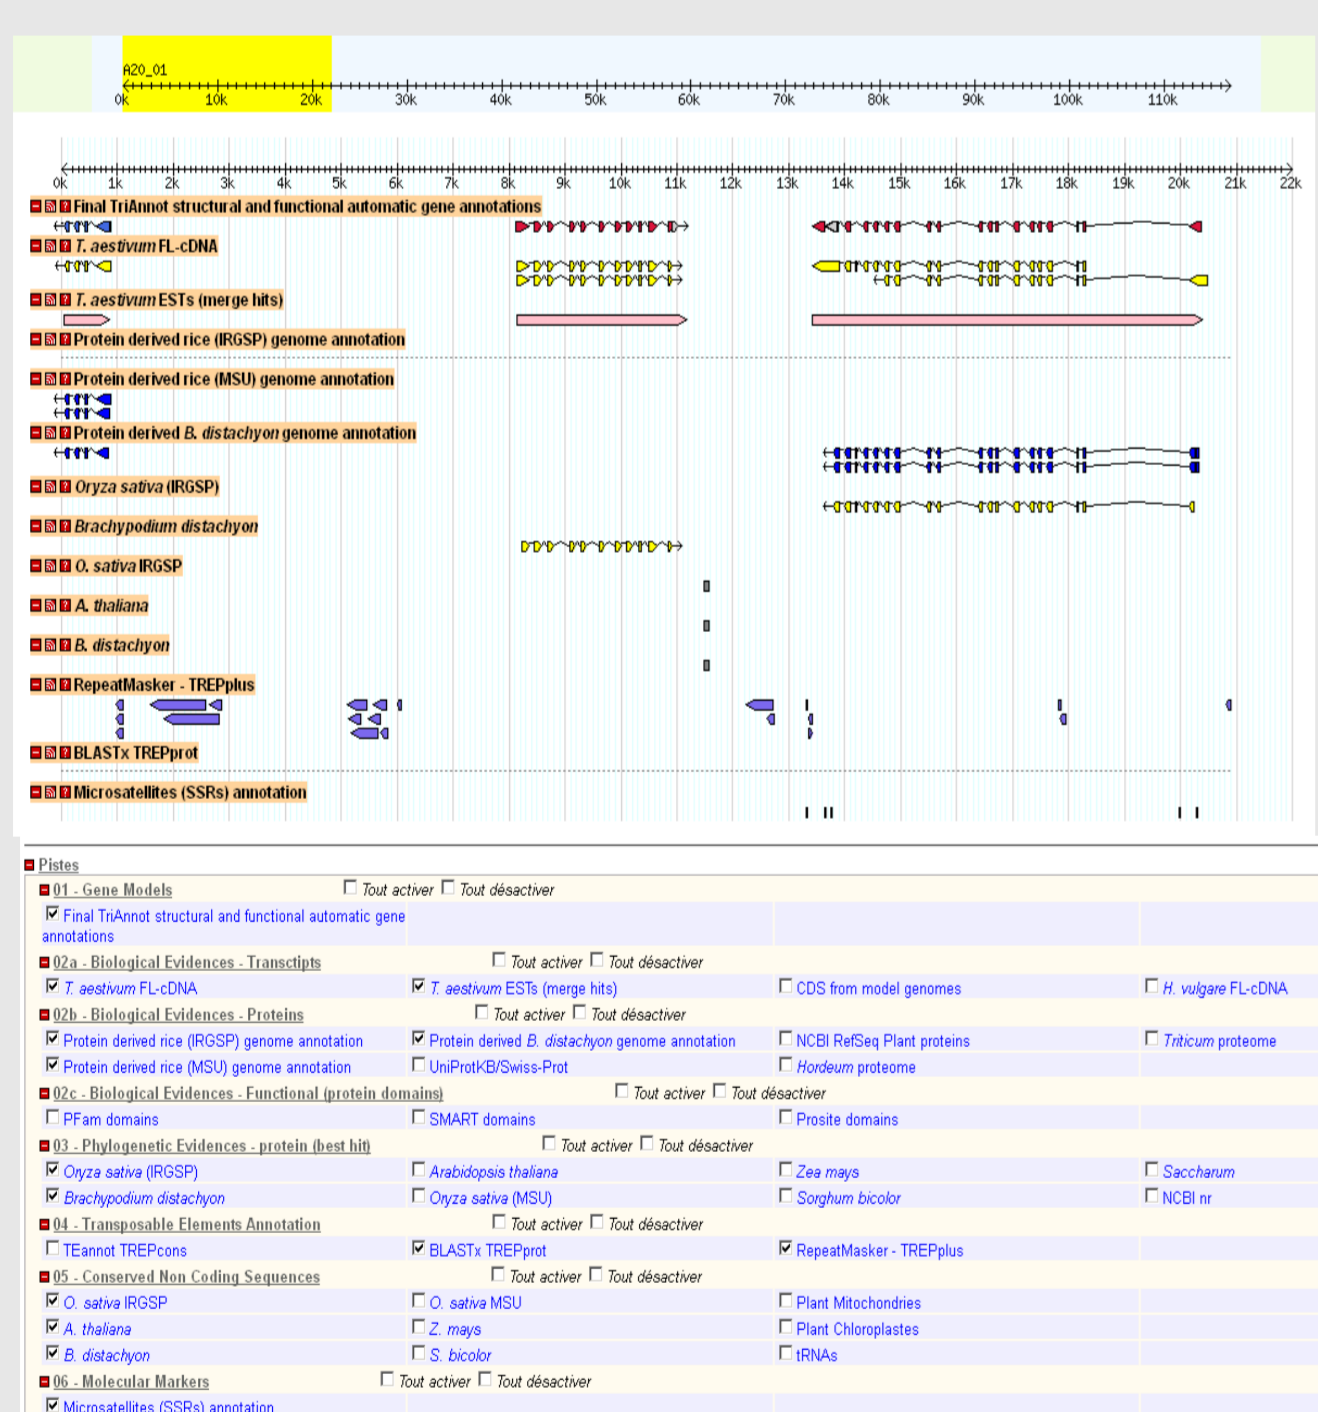 A20_01
0k 10k 20k 30k 40k 50k 60k 70k 80k 90k 100k 110k
0k 1k 2k 3k 4k 5k 6k 7k 8k 9k 10k 11k 12k 13k 14k 15k 16k 17k 18k 19k 20k 21k 22k
Final TriAnnot structural and functional automatic gene annotations
T. aestivum FL-cDNA
T. aestivum ESTs (merge hits)
Protein derived rice (IRGSP) genome annotation
Protein derived rice (MSU) genome annotation
Protein derived B. distachyon genome annotation
Oryza sativa (IRGSP)
Brachypodium distachyon
O. sativa IRGSP
A. thaliana
B. distachyon
RepeatMasker - TREPplus
BLASTx TREPprot
Microsatellites (SSRs) annotation
Pistes
01 - Gene Models Tout activer Tout désactiver
Final TriAnnot structural and functional automatic gene
annotations
02a - Biological Evidences - Transctipts Tout activer Tout désactiver
T. aestivum FL-cDNA T. aestivum ESTs (merge hits) CDS from model genomes H. vulgare FL-cDNA
02b - Biological Evidences - Proteins Tout activer Tout désactiver
Protein derived rice (IRGSP) genome annotation Protein derived B. distachyon genome annotation NCBI RefSeq Plant proteins Triticum proteome
Protein derived rice (MSU) genome annotation UniProtKB/Swiss-Prot Hordeum proteome
02c - Biological Evidences - Functional (protein domains) Tout activer Tout désactiver
PFam domains SMART domains Prosite domains
03 - Phylogenetic Evidences - protein (best hit) Tout activer Tout désactiver
Oryza sativa (IRGSP) Arabidopsis thaliana Zea mays Saccharum
Brachypodium distachyon Oryza sativa (MSU) Sorghum bicolor NCBI nr
04 - Transposable Elements Annotation Tout activer Tout désactiver
TEannot TREPcons BLASTx TREPprot RepeatMasker - TREPplus
05 - Conserved Non Coding Sequences Tout activer Tout désactiver
O. sativa IRGSP O. sativa MSU Plant Mitochondries
A. thaliana Z. mays Plant Chloroplastes
B. distachyon S. bicolor tRNAs
06 - Molecular Markers Tout activer Tout désactiver
Microsatellites (SSRs) annotation